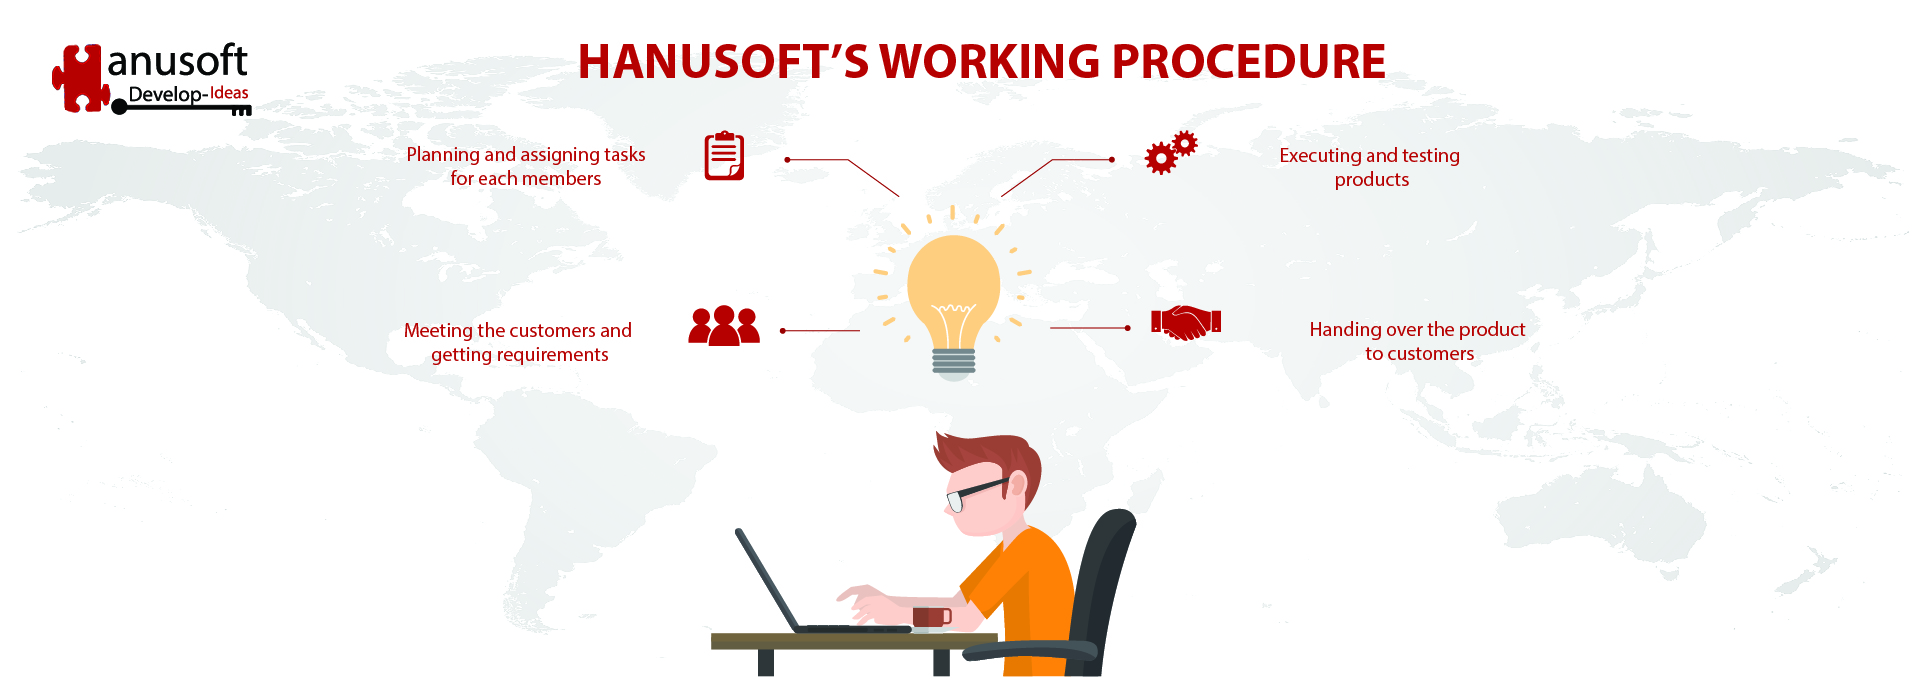 anusoft
Develop-Ideas
HANUSOFT’S WORKING PROCEDURE
Planning and assigning tasks
for each members
Executing and testing
products
Meeting the customers and
getting requirements
Handing over the product
to customers